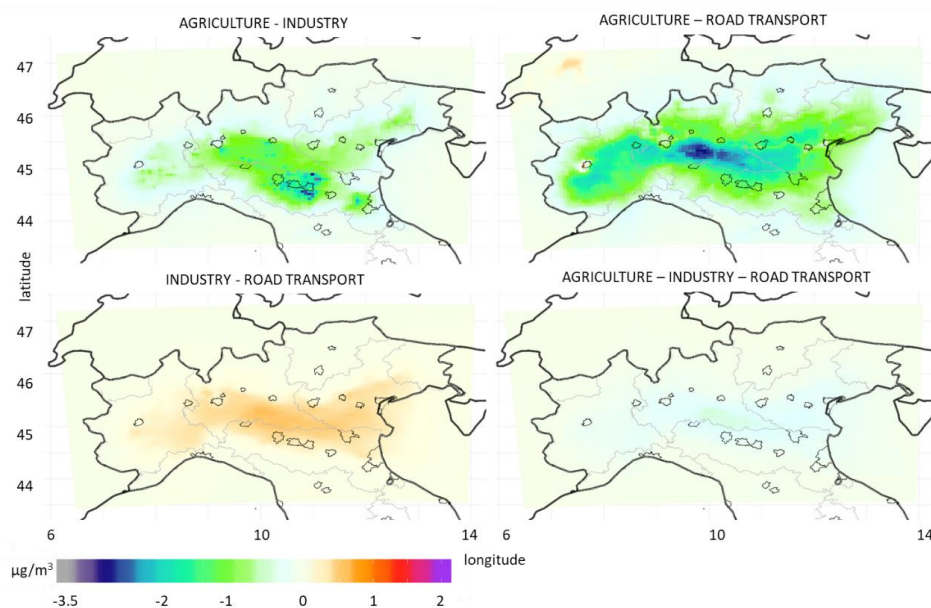 AGRICULTURE - INDUSTRY
AGRICULTURE – ROAD TRANSPORT
47
46
45
44
latitude
INDUSTRY - ROAD TRANSPORT
AGRICULTURE – INDUSTRY – ROAD TRANSPORT
47
46
45
44
6 10 14 6 10 14
longitude
µg/m³
-3.5 -2 -1 0 1 2